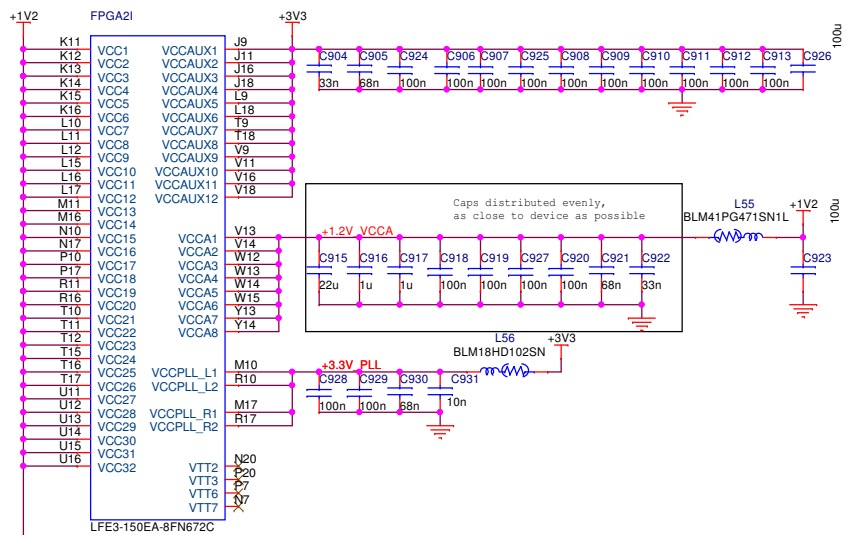 +1V2
FPGA2I
+3V3
K11 VCC1 VCCAUX1 J9
K12 VCC2 VCCAUX2 J11
K13 VCC3 VCCAUX3 J16
K14 VCC4 VCCAUX4 J18
K15 VCC5 VCCAUX5 L9
K16 VCC6 VCCAUX6 L18
L10 VCC7 VCCAUX7 T9
L11 VCC8 VCCAUX8 T18
L12 VCC9 VCCAUX9 V9
L15 VCC10 VCCAUX10 V11
L16 VCC11 VCCAUX11 V16
L17 VCC12 VCCAUX12 V18
M11 VCC13
M16 VCC14
N10 VCC15 VCCA1 V13
N17 VCC16 VCCA2 V14
P10 VCC17 VCCA3 W12
P17 VCC18 VCCA4 W13
R11 VCC19 VCCA5 W14
R16 VCC20 VCCA6 W15
T10 VCC21 VCCA7 Y13
T11 VCC22 VCCA8 Y14
T12 VCC23
T15 VCC24
T16 VCC25 VCCPLL_L1 M10
T17 VCC26 VCCPLL_L2 R10
U11 VCC27
U12 VCC28 VCCPLL_R1 M17
U13 VCC29 VCCPLL_R2 R17
U14 VCC30
U15 VCC31
U16 VCC32 VTT2 N20
VTT3 P20
VTT6 P7
VTT7 N7
LFE3-150EA-8FN672C
C904 C905 C924 C906 C907 C925 C908 C909 C910 C911 C912 C913 C926
33n 68n 100n 100n 100n 100n 100n 100n 100n 100n 100n 100n
100u
Caps distributed evenly,
as close to device as possible
+1.2V_VCCA
C915 C916 C917 C918 C919 C927 C920 C921 C922
22u 1u 1u 100n 100n 100n 100n 68n 33n
L55
BLM41PG471SN1L
+1V2
100u
C923
L56
BLM18HD102SN
+3V3
+3.3V_PLL
C928 C929 C930 C931
100n 100n 68n 10n